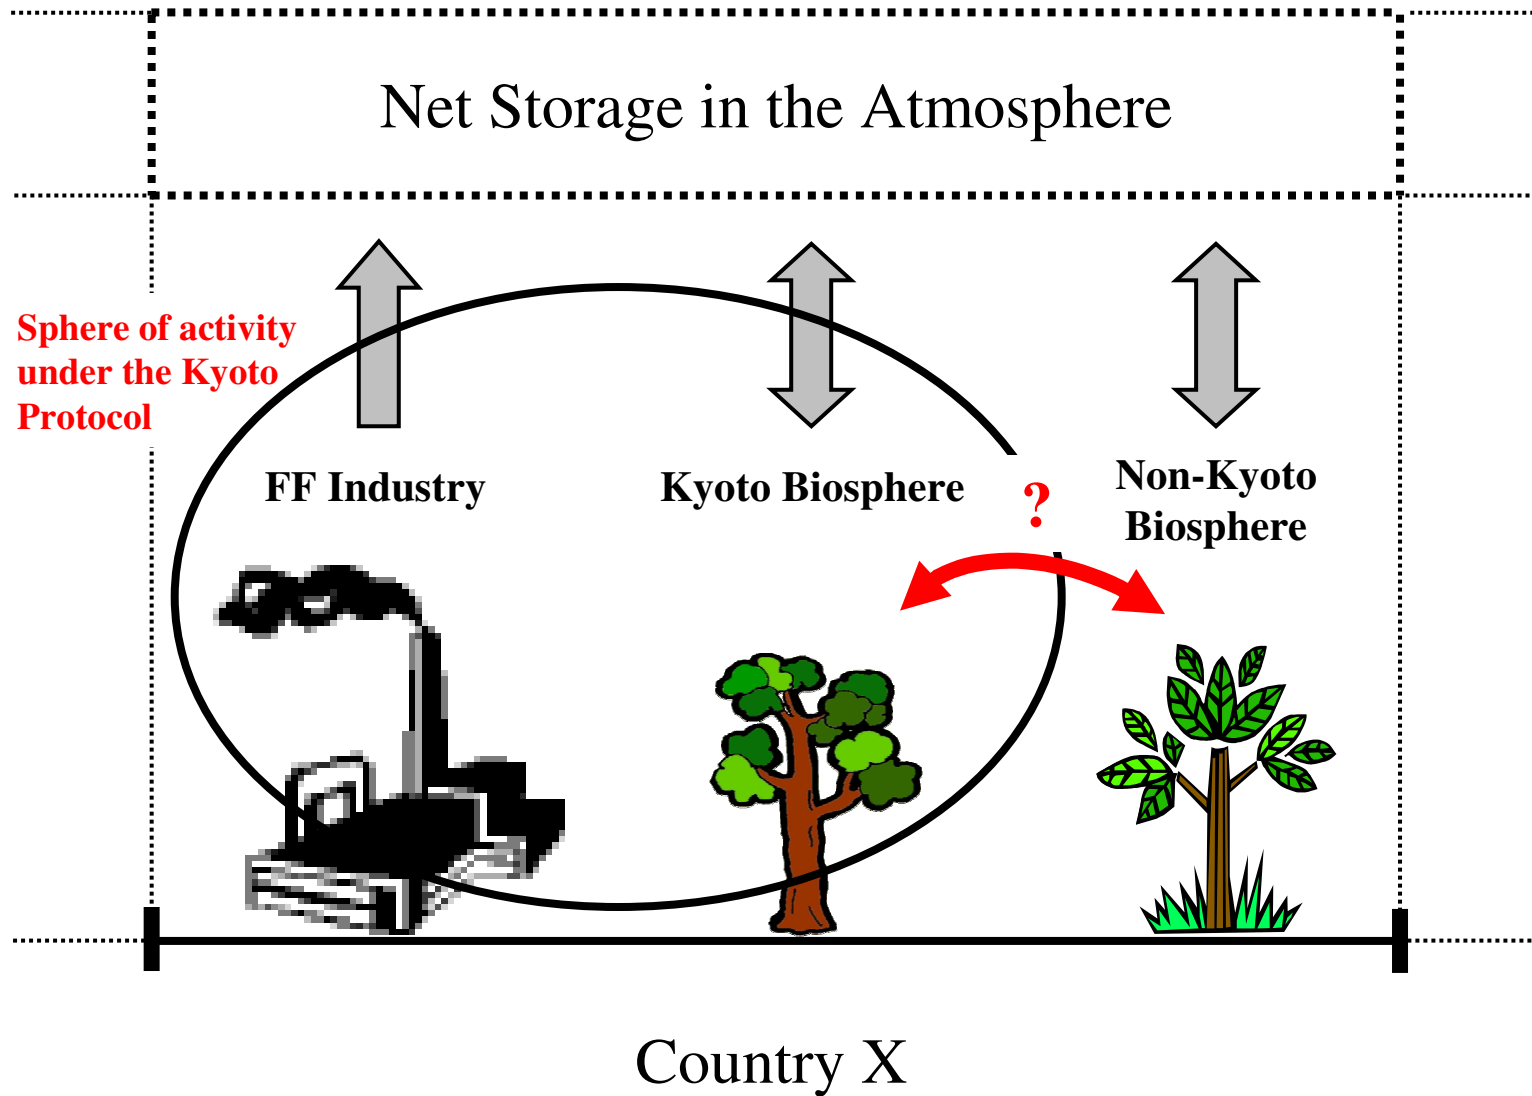 Net Storage in the Atmosphere
Sphere of activity
under the Kyoto
Protocol
FF Industry
Kyoto Biosphere
?
Non-Kyoto
Biosphere
Country X